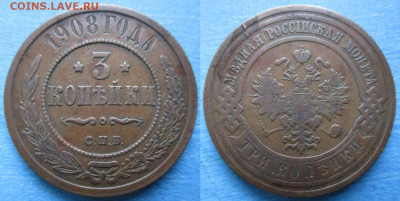 COINS.LAVE.RU
1908 ГОДА
3
КОПѢЙКИ
С.П.Б.
МѢДНАЯ РОССІЙСКАЯ МОНЕТА
ТРИ КОПѢЙКИ